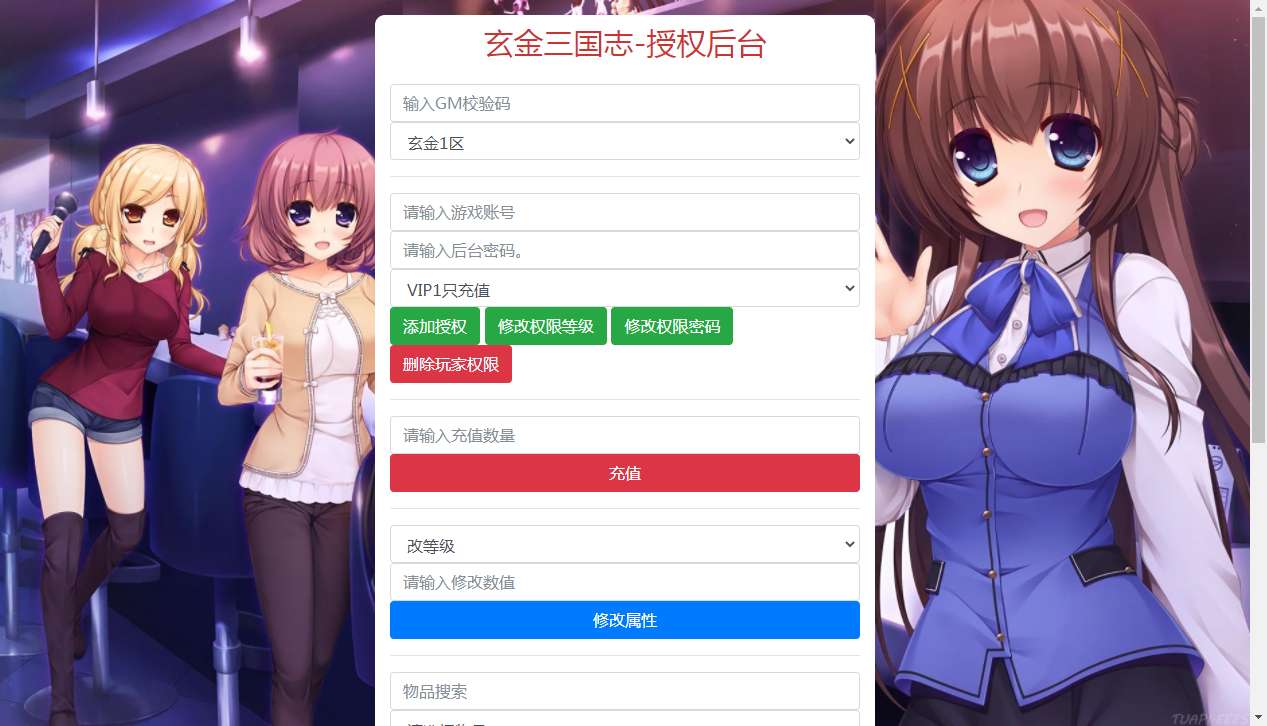 玄金三国志-授权后台
输入GM校验码
玄金1区
请输入游戏账号
请输入后台密码。
VIP1只充值
添加授权 修改权限等级 修改权限密码
删除玩家权限
请输入充值数量
充值
改等级
请输入修改数值
修改属性
物品搜索